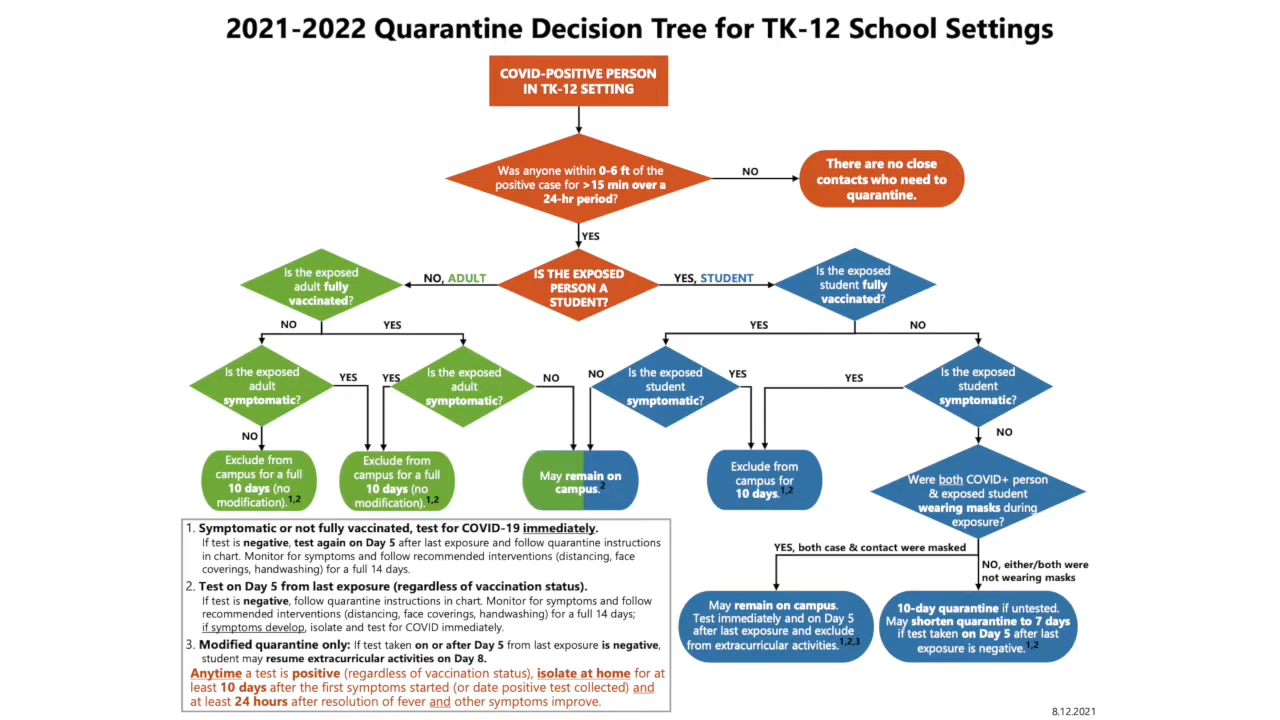 2021-2022 Quarantine Decision Tree for TK-12 School Settings
COVID-POSITIVE PERSON
IN TK-12 SETTING
Was anyone within 0-6 ft of the
positive case for >15 min over a
24-hr period?
NO
There are no close
contacts who need to
quarantine.
YES
IS THE EXPOSED
PERSON A
STUDENT?
NO, ADULT
YES, STUDENT
Is the exposed
adult fully
vaccinated?
Is the exposed
student fully
vaccinated?
NO
YES
YES
NO
Is the exposed
adult
symptomatic?
YES
YES
Is the exposed
adult
symptomatic?
NO
NO
Is the exposed
student
symptomatic?
YES
YES
Is the exposed
student
symptomatic?
NO
NO
Exclude from
campus for a full
10 days (no
modification).1,2
Exclude from
campus for a full
10 days (no
modification).1,2
May remain on
campus.2
Exclude from
campus for
10 days.1,2
Were both COVID+ person
& exposed student
wearing masks during
exposure?
YES, both case & contact were masked
NO, either/both were
not wearing masks
May remain on campus.
Test immediately and on Day 5
after last exposure and exclude
from extracurricular activities.1,2,3
10-day quarantine if untested.
May shorten quarantine to 7 days
if test taken on Day 5 after last
exposure is negative.1,2
1. Symptomatic or not fully vaccinated, test for COVID-19 immediately.
If test is negative, test again on Day 5 after last exposure and follow quarantine instructions
in chart. Monitor for symptoms and follow recommended interventions (distancing, face
coverings, handwashing) for a full 14 days.
2. Test on Day 5 from last exposure (regardless of vaccination status).
If test is negative, follow quarantine instructions in chart. Monitor for symptoms and follow
recommended interventions (distancing, face coverings, handwashing) for a full 14 days;
if symptoms develop, isolate and test for COVID immediately.
3. Modified quarantine only: If test taken on or after Day 5 from last exposure is negative,
student may resume extracurricular activities on Day 8.
Anytime a test is positive (regardless of vaccination status), isolate at home for at
least 10 days after the first symptoms started (or date positive test collected) and
at least 24 hours after resolution of fever and other symptoms improve.
8.12.2021